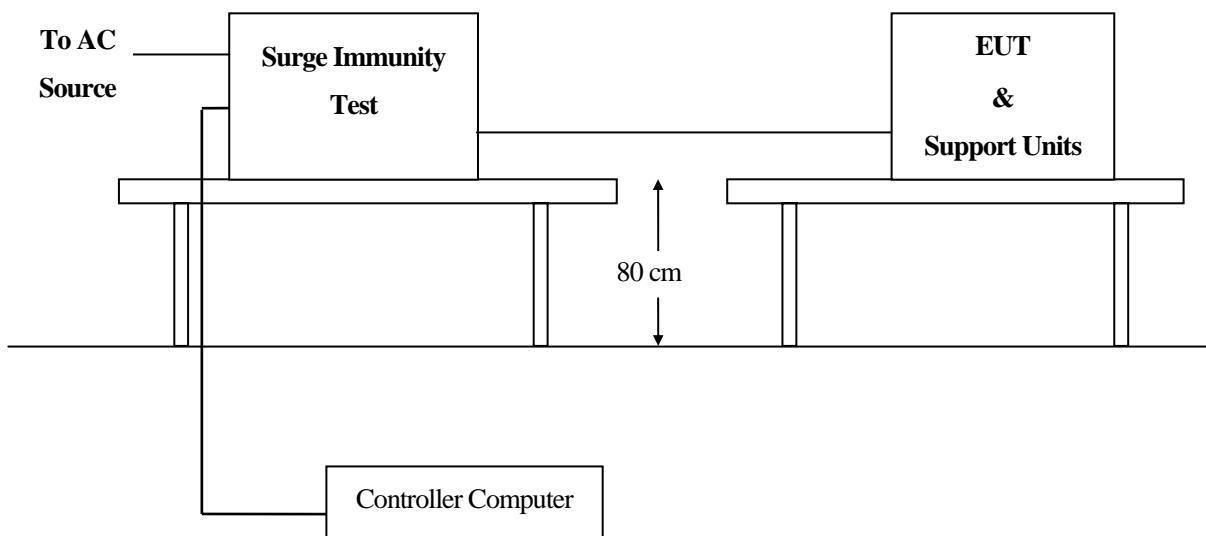 To AC
Source
Surge Immunity
Test
EUT
&
Support Units
80 cm
Controller Computer